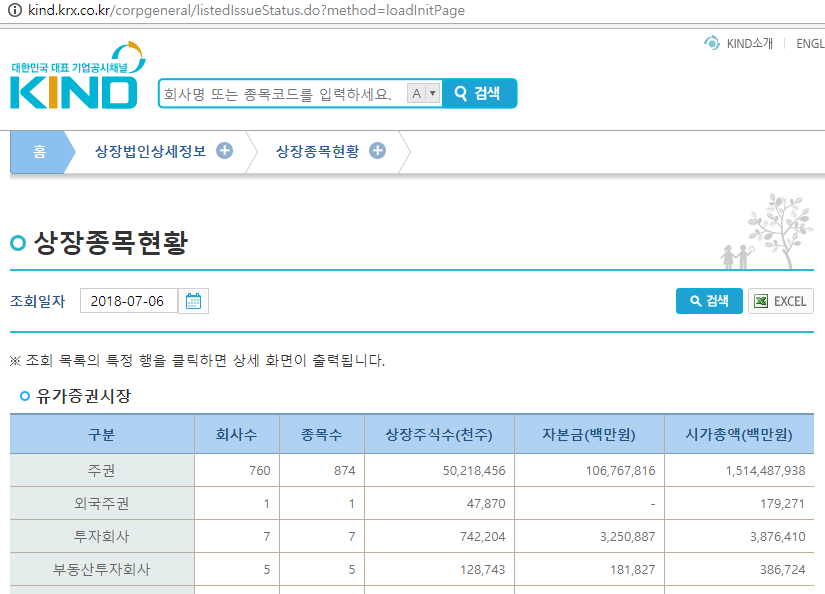 kind.krx.co.kr/corpgeneral/listedIssueStatus.do?method=loadInitPage
KIND소개 ENGL
대한민국 대표 기업공시채널
KIND
회사명 또는 종목코드를 입력하세요. A 검색
홈 상장법인상세정보 상장종목현황
상장종목현황
조회일자 2018-07-06 검색 EXCEL
※ 조회 목록의 특정 행을 클릭하면 상세 화면이 출력됩니다.
유가증권시장
구분 회사수 종목수 상장주식수(천주) 자본금(백만원) 시가총액(백만원)
주권 760 874 50,218,456 106,767,816 1,514,487,938
외국주권 1 1 47,870 - 179,271
투자회사 7 7 742,204 3,250,887 3,876,410
부동산투자회사 5 5 128,743 181,827 386,724